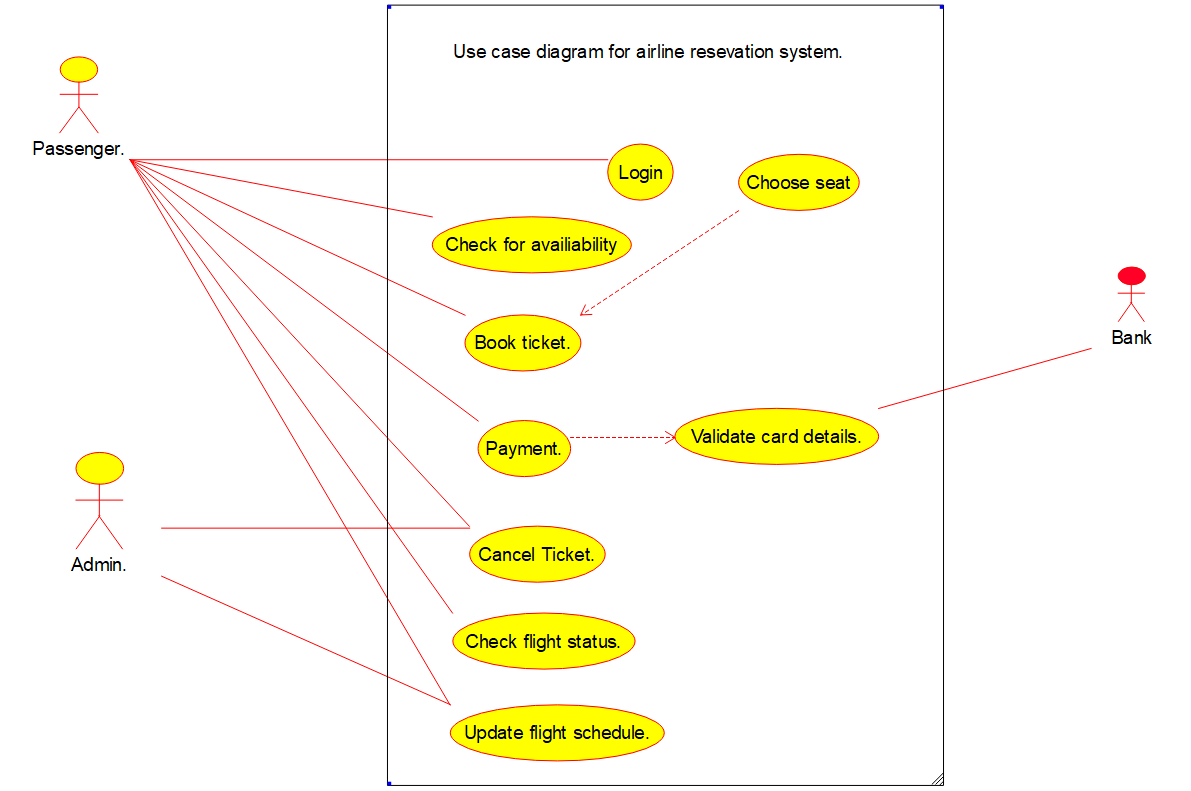 Use case diagram for airline resevation system.
Passenger.
Login
Choose seat
Check for availiability
Book ticket.
Bank
Payment.
Validate card details.
Admin.
Cancel Ticket.
Check flight status.
Update flight schedule.